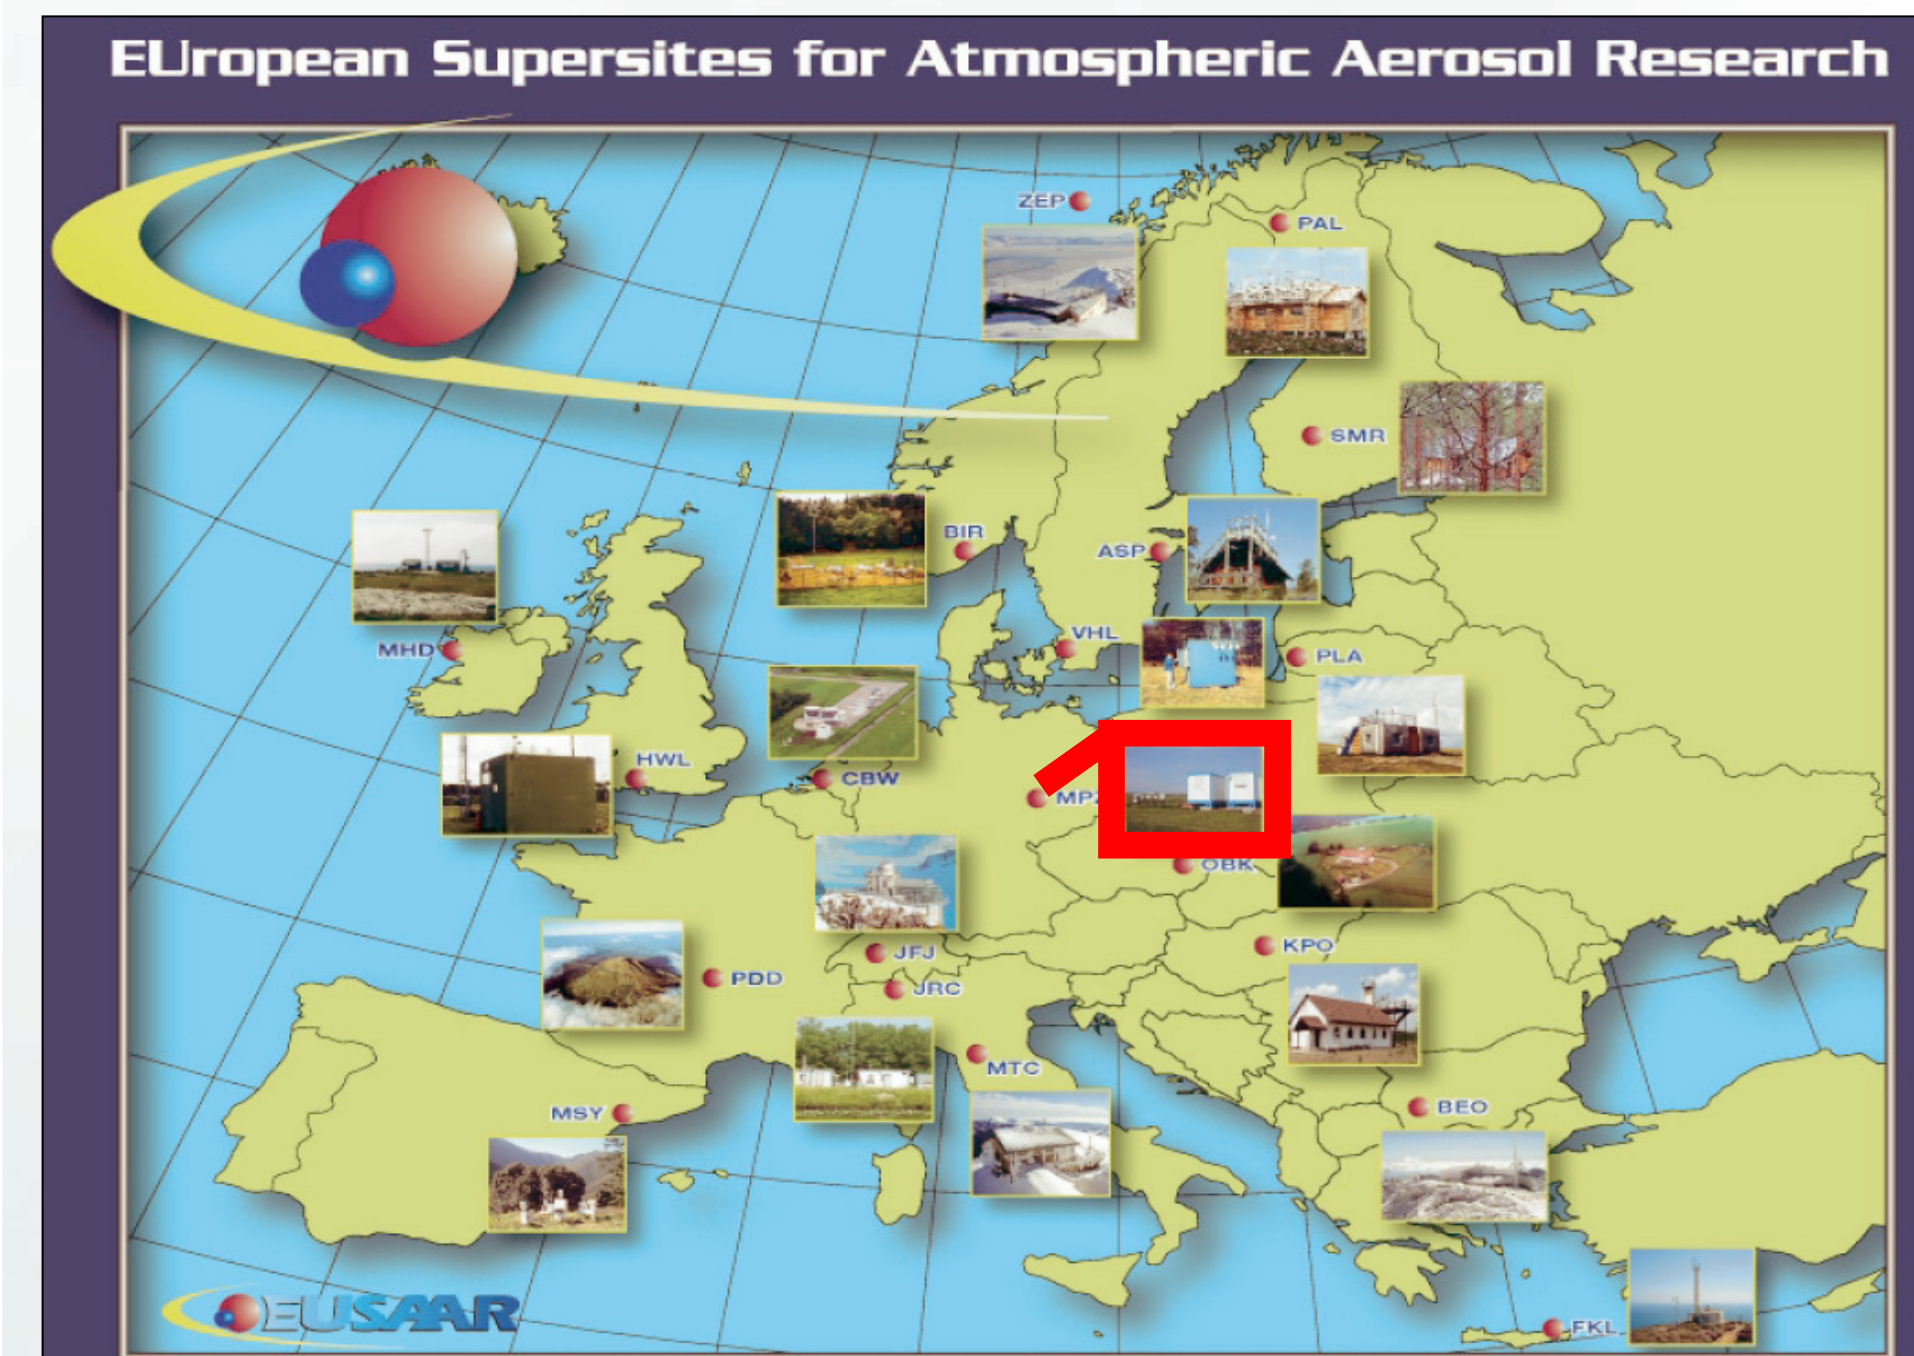 EUropean Supersites for Atmospheric Aerosol Research
ZEP
PAL
SMR
BIR
ASP
MHD
VHL
PLA
HWL
CBW
OBK
JFJ
KPO
PDD
JRC
MTC
MSY
BEO
EUSAAR
FKL